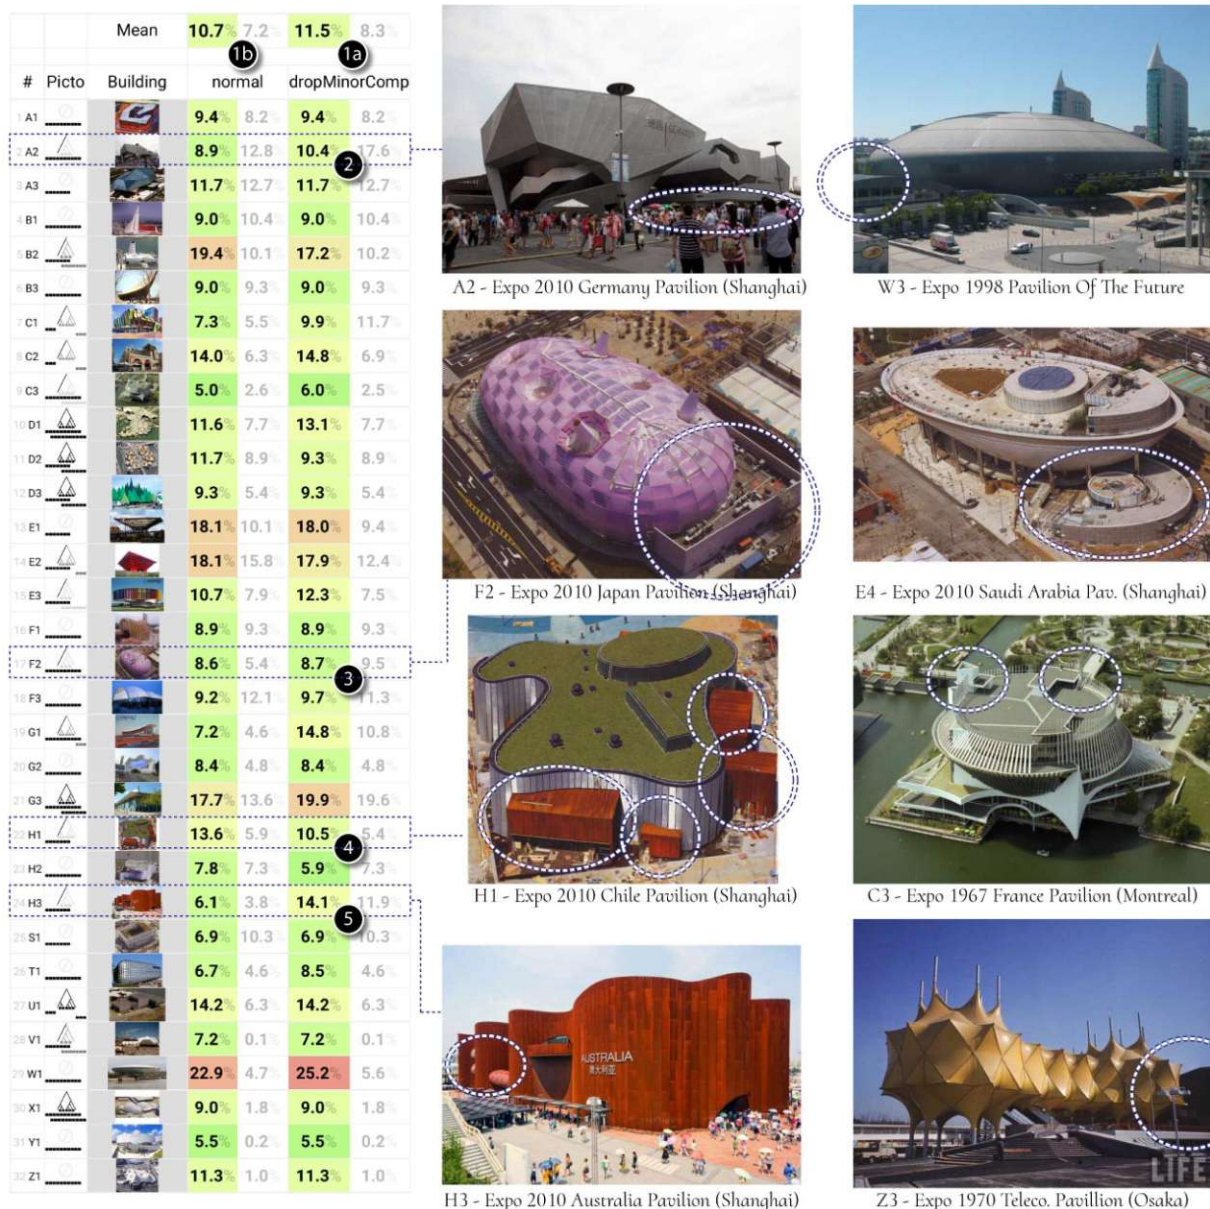 Mean 10.7% 7.2% 11.5% 8.3%
1b 1a
# Picto Building normal dropMinorComp
1 A1 9.4% 8.2% 9.4% 8.2%
2 A2 8.9% 12.8% 10.4% 17.6%
2
3 A3 11.7% 12.7% 11.7% 12.7%
4 B1 9.0% 10.4% 9.0% 10.4%
5 B2 19.4% 10.1% 17.2% 10.2%
6 B3 9.0% 9.3% 9.0% 9.3%
7 C1 7.3% 5.5% 9.9% 11.7%
8 C2 14.0% 6.3% 14.8% 6.9%
9 C3 5.0% 2.6% 6.0% 2.5%
10 D1 11.6% 7.7% 13.1% 7.7%
11 D2 11.7% 8.9% 9.3% 8.9%
12 D3 9.3% 5.4% 9.3% 5.4%
13 E1 18.1% 10.1% 18.0% 9.4%
14 E2 18.1% 15.8% 17.9% 12.4%
15 E3 10.7% 7.9% 12.3% 7.5%
16 F1 8.9% 9.3% 8.9% 9.3%
17 F2 8.6% 5.4% 8.7% 9.5%
3
18 F3 9.2% 12.1% 9.7% 11.3%
19 G1 7.2% 4.6% 14.8% 10.8%
20 G2 8.4% 4.8% 8.4% 4.8%
21 G3 17.7% 13.6% 19.9% 19.6%
22 H1 13.6% 5.9% 10.5% 5.4%
4
23 H2 7.8% 7.3% 5.9% 7.3%
24 H3 6.1% 3.8% 14.1% 11.9%
5
25 S1 6.9% 10.3% 6.9% 10.3%
26 T1 6.7% 4.6% 8.5% 4.6%
27 U1 14.2% 6.3% 14.2% 6.3%
28 V1 7.2% 0.1% 7.2% 0.1%
29 W1 22.9% 4.7% 25.2% 5.6%
30 X1 9.0% 1.8% 9.0% 1.8%
31 Y1 5.5% 0.2% 5.5% 0.2%
32 Z1 11.3% 1.0% 11.3% 1.0%
A2 - Expo 2010 Germany Pavilion (Shanghai)
W3 - Expo 1998 Pavilion Of The Future
F2 - Expo 2010 Japan Pavilion (Shanghai)
E4 - Expo 2010 Saudi Arabia Pav. (Shanghai)
H1 - Expo 2010 Chile Pavilion (Shanghai)
C3 - Expo 1967 France Pavilion (Montreal)
AUSTRALIA
澳大利亚
LIFE
H3 - Expo 2010 Australia Pavilion (Shanghai)
Z3 - Expo 1970 Teleco. Pavillion (Osaka)